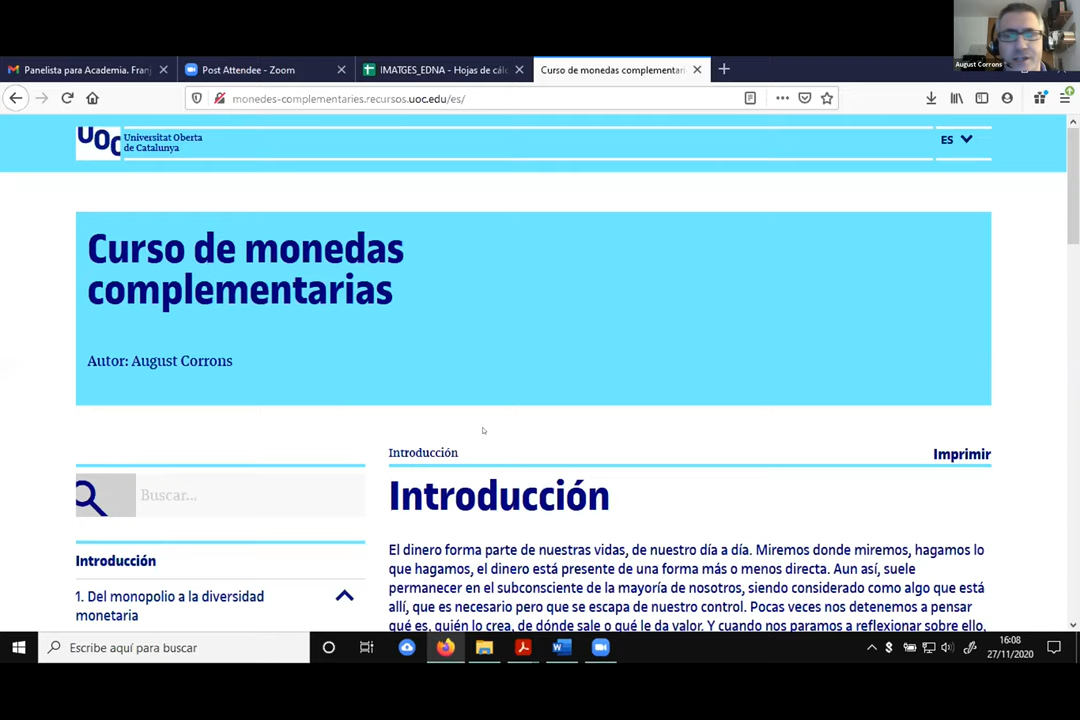 August Corrons
Panelista para Academia. Franj
Post Attendee - Zoom
IMATGES_EDNA - Hojas de cálc
Curso de monedas complementari
monedes-complementaries.recursos.uoc.edu/es/
UOC
Universitat Oberta
de Catalunya
ES
Curso de monedas
complementarias
Autor: August Corrons
Introducción
Imprimir
Buscar...
Introducción
Introducción
1. Del monopolio a la diversidad
monetaria
El dinero forma parte de nuestras vidas, de nuestro día a día. Miremos donde miremos, hagamos lo
que hagamos, el dinero está presente de una forma más o menos directa. Aun así, suele
permanecer en el subconsciente de la mayoría de nosotros, siendo considerado como algo que está
allí, que es necesario pero que se escapa de nuestro control. Pocas veces nos detenemos a pensar
qué es, quién lo crea, de dónde sale o qué le da valor. Y cuando nos paramos a reflexionar sobre ello,
Escribe aquí para buscar
16:08
27/11/2020